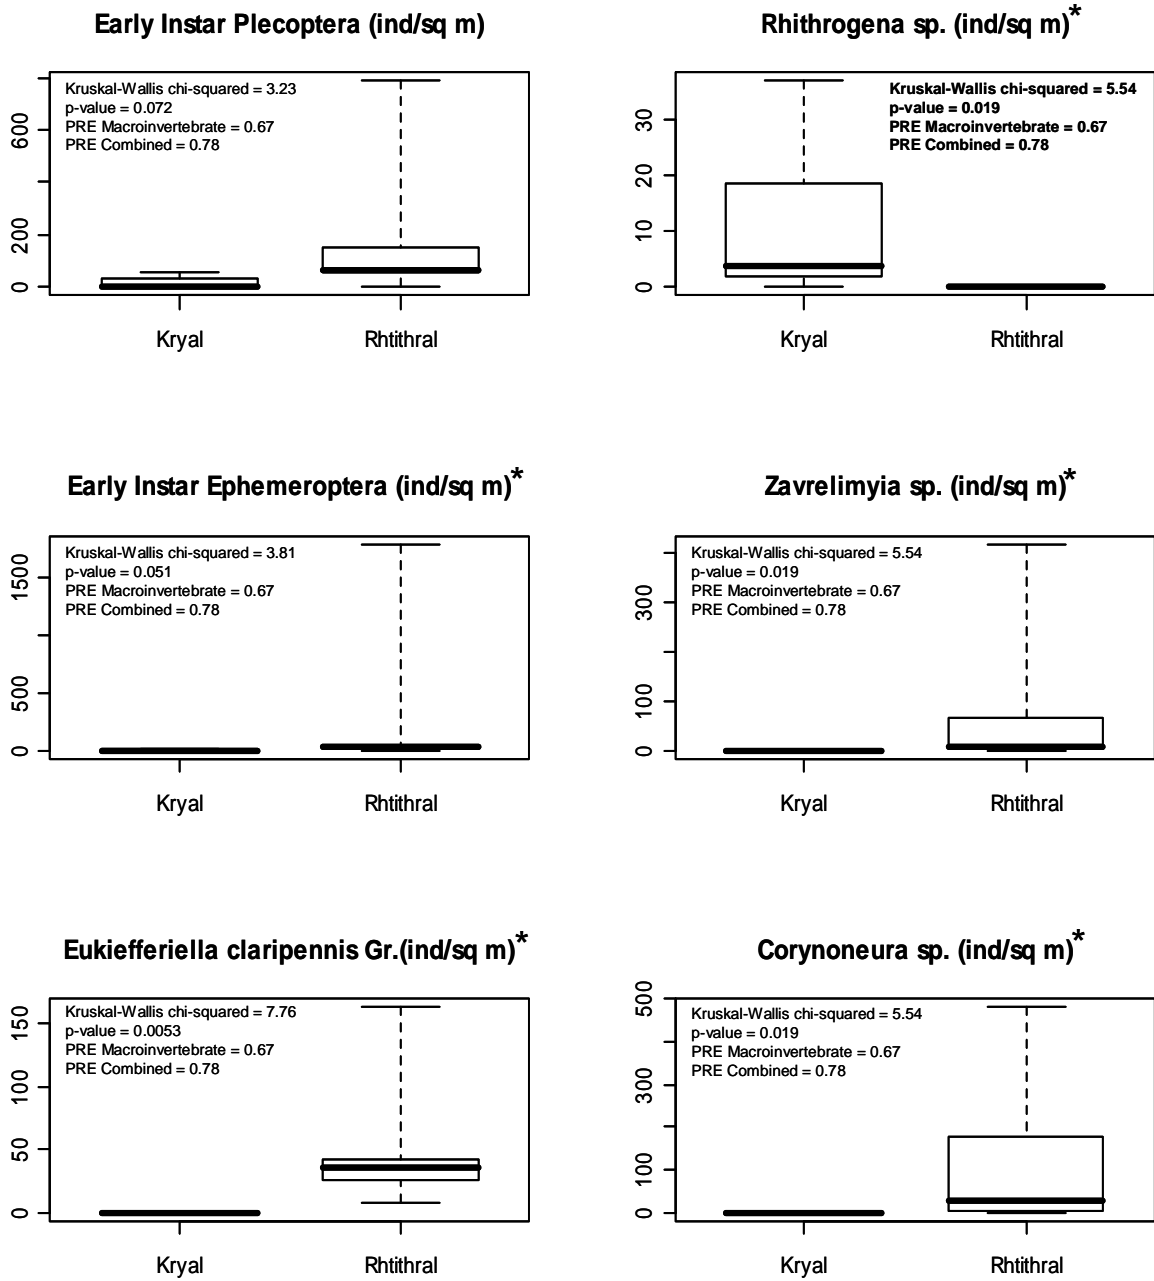 Early Instar Plecoptera (ind/sq m)
Kruskal-Wallis chi-squared = 3.23
p-value = 0.072
PRE Macroinvertebrate = 0.67
PRE Combined = 0.78
600
200
0
Kryal
Rhtithral
Rhithrogena sp. (ind/sq m)*
Kruskal-Wallis chi-squared = 5.54
p-value = 0.019
PRE Macroinvertebrate = 0.67
PRE Combined = 0.78
30
20
10
0
Kryal
Rhtithral
Early Instar Ephemeroptera (ind/sq m)*
Kruskal-Wallis chi-squared = 3.81
p-value = 0.051
PRE Macroinvertebrate = 0.67
PRE Combined = 0.78
1500
500
0
Kryal
Rhtithral
Zavrelimyia sp. (ind/sq m)*
Kruskal-Wallis chi-squared = 5.54
p-value = 0.019
PRE Macroinvertebrate = 0.67
PRE Combined = 0.78
300
100
0
Kryal
Rhtithral
Eukiefferiella claripennis Gr.(ind/sq m)*
Kruskal-Wallis chi-squared = 7.76
p-value = 0.0053
PRE Macroinvertebrate = 0.67
PRE Combined = 0.78
150
100
50
0
Kryal
Rhtithral
Corynoneura sp. (ind/sq m)*
Kruskal-Wallis chi-squared = 5.54
p-value = 0.019
PRE Macroinvertebrate = 0.67
PRE Combined = 0.78
500
300
100
0
Kryal
Rhtithral